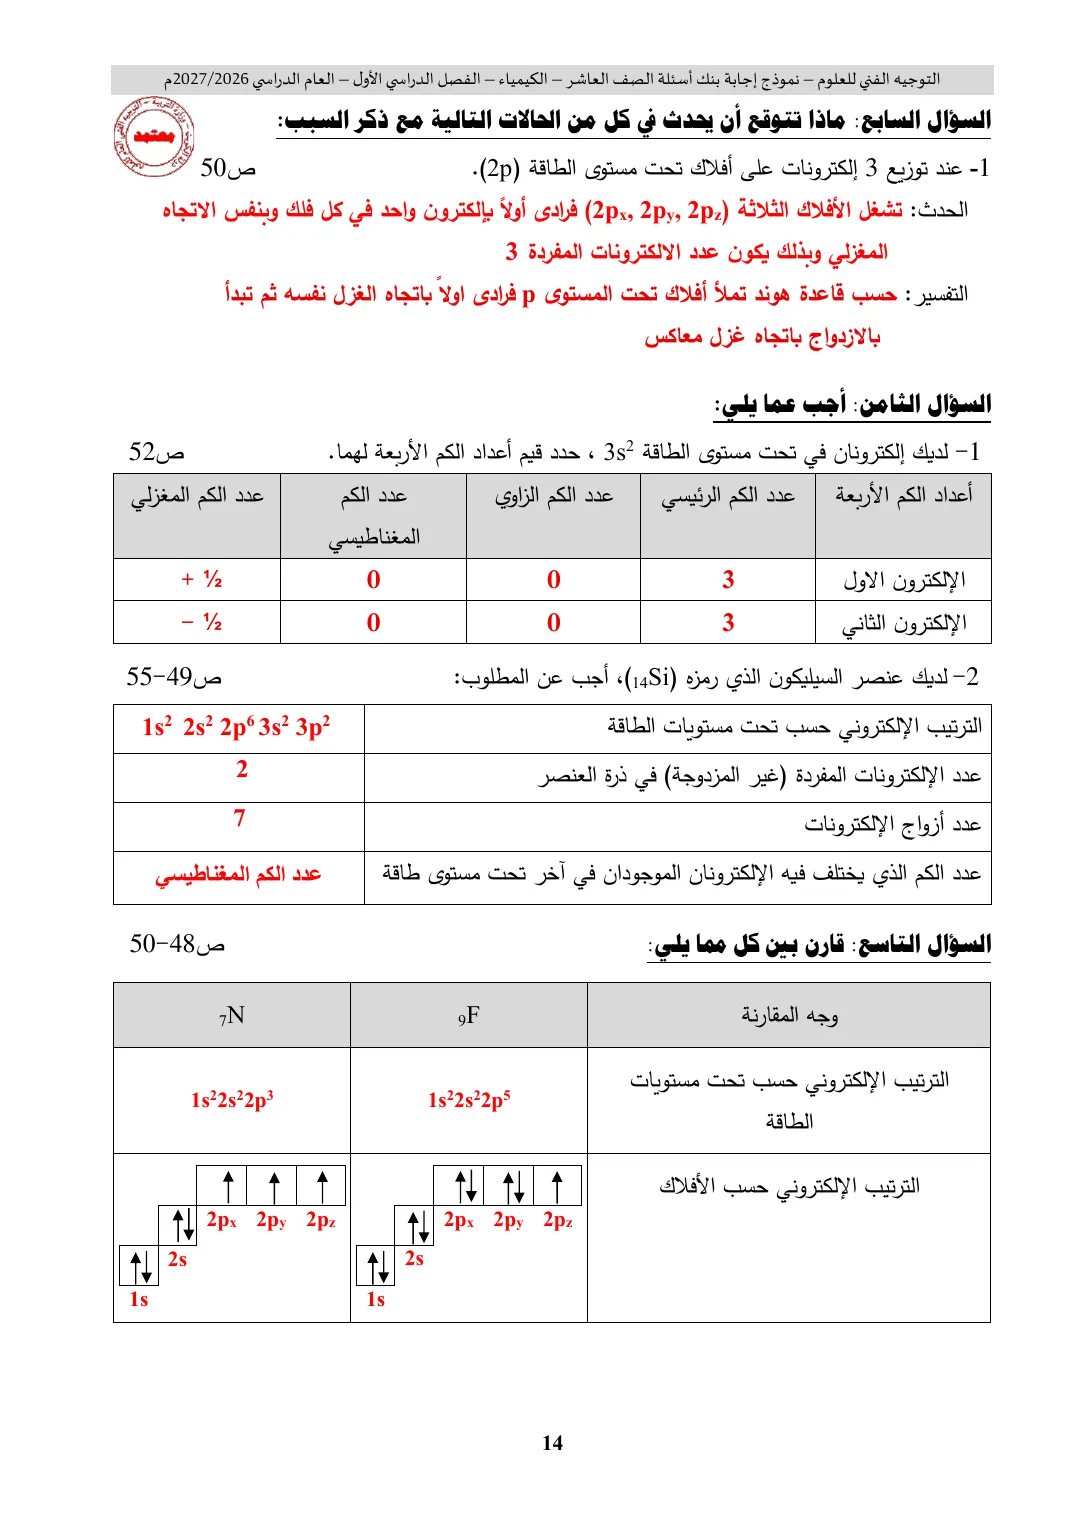 التوجيه الفني للعلوم – نموذج إجابة بنك أسئلة الصف العاشر – الكيمياء – الفصل الدراسي الأول – العام الدراسي 2027/2026م
معتمد
السؤال السابع: ماذا تتوقع أن يحدث في كل من الحالات التالية مع ذكر السبب:
1- عند توزيع 3 إلكترونات على أفلاك تحت مستوى الطاقة (2p). ص50
الحدث: تشغل الأفلاك الثلاثة (2pₓ, 2pᵧ, 2p_z) فرادى أولاً بإلكترون واحد في كل فلك وبنفس الاتجاه
المغزلي وبذلك يكون عدد الالكترونات المفردة 3
التفسير: حسب قاعدة هوند تملأ أفلاك تحت المستوى p فرادى اولاً باتجاه الغزل نفسه ثم تبدأ
بالازدواج باتجاه غزل معاكس
السؤال الثامن: أجب عما يلي:
1- لديك إلكترونان في تحت مستوى الطاقة 3s² ، حدد قيم أعداد الكم الأربعة لهما. ص52
أعداد الكم الأربعة عدد الكم الرئيسي عدد الكم الزاوي عدد الكم المغناطيسي عدد الكم المغزلي
الإلكترون الاول 3 0 0 + ½
الإلكترون الثاني 3 0 0 – ½
2- لديك عنصر السيليكون الذي رمزه (₁₄Si)، أجب عن المطلوب: ص49-55
الترتيب الإلكتروني حسب تحت مستويات الطاقة 1s² 2s² 2p⁶ 3s² 3p²
عدد الإلكترونات المفردة (غير المزدوجة) في ذرة العنصر 2
عدد أزواج الإلكترونات 7
عدد الكم الذي يختلف فيه الإلكترونان الموجودان في آخر تحت مستوى طاقة عدد الكم المغناطيسي
السؤال التاسع: قارن بين كل مما يلي: ص48-50
وجه المقارنة ₉F ₇N
الترتيب الإلكتروني حسب تحت مستويات
الطاقة 1s²2s²2p⁵ 1s²2s²2p³
الترتيب الإلكتروني حسب الأفلاك
2pₓ 2pᵧ 2p_z 2pₓ 2pᵧ 2p_z
2s 2s
1s 1s
14